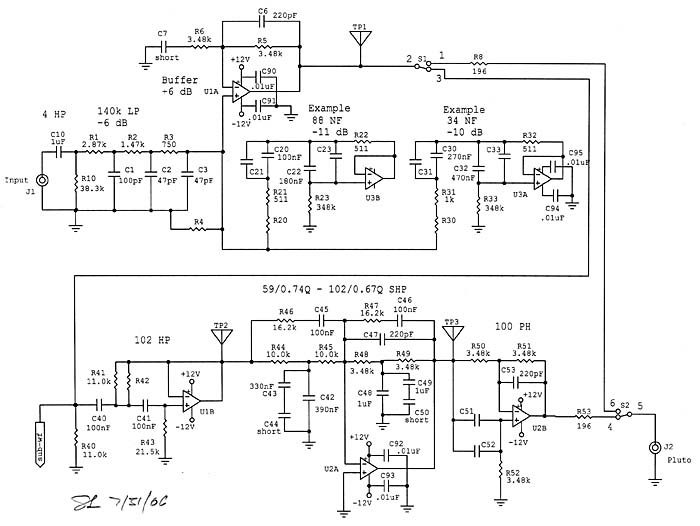 C6
220pF
C7
short
R6
3.48k
R5
3.48k
TP1
2
S1
1
3
R8
196
Buffer
+6 dB
+12V
U1A
-12V
C90
.01uF
C91
.01uF
4 HP
140k LP
-6 dB
C10
1uF
R1
2.87k
R2
1.47k
R3
750
Input
J1
R10
38.3k
C1
100pF
C2
47pF
C3
47pF
R4
Example
88 NF
-11 dB
C20
100nF
C21
C22
180nF
C23
R22
511
R21
511
R20
R23
348k
U3B
Example
34 NF
-10 dB
C30
270nF
C31
C32
470nF
C33
R32
511
R31
1k
R30
R33
348k
U3A
C95
.01uF
C94
.01uF
59/0.74Q - 102/0.67Q SHP
R46
16.2k
C45
100nF
R47
16.2k
C46
100nF
C47
220pF
TP2
TP3
102 HP
100 PH
R44
10.0k
R45
10.0k
R48
3.48k
R49
3.48k
R50
3.48k
R51
3.48k
R41
11.0k
R42
+12V
U1B
-12V
C40
100nF
C41
100nF
R40
11.0k
R43
21.5k
330nF
C43
C44
short
C42
390nF
C48
1uF
C49
1uF
C50
short
+12V
U2A
-12V
C92
.01uF
C93
.01uF
C51
C52
C53
220pF
+12V
U2B
-12V
R52
3.48k
R53
196
6
S2
5
4
J2
Pluto
sub-wf